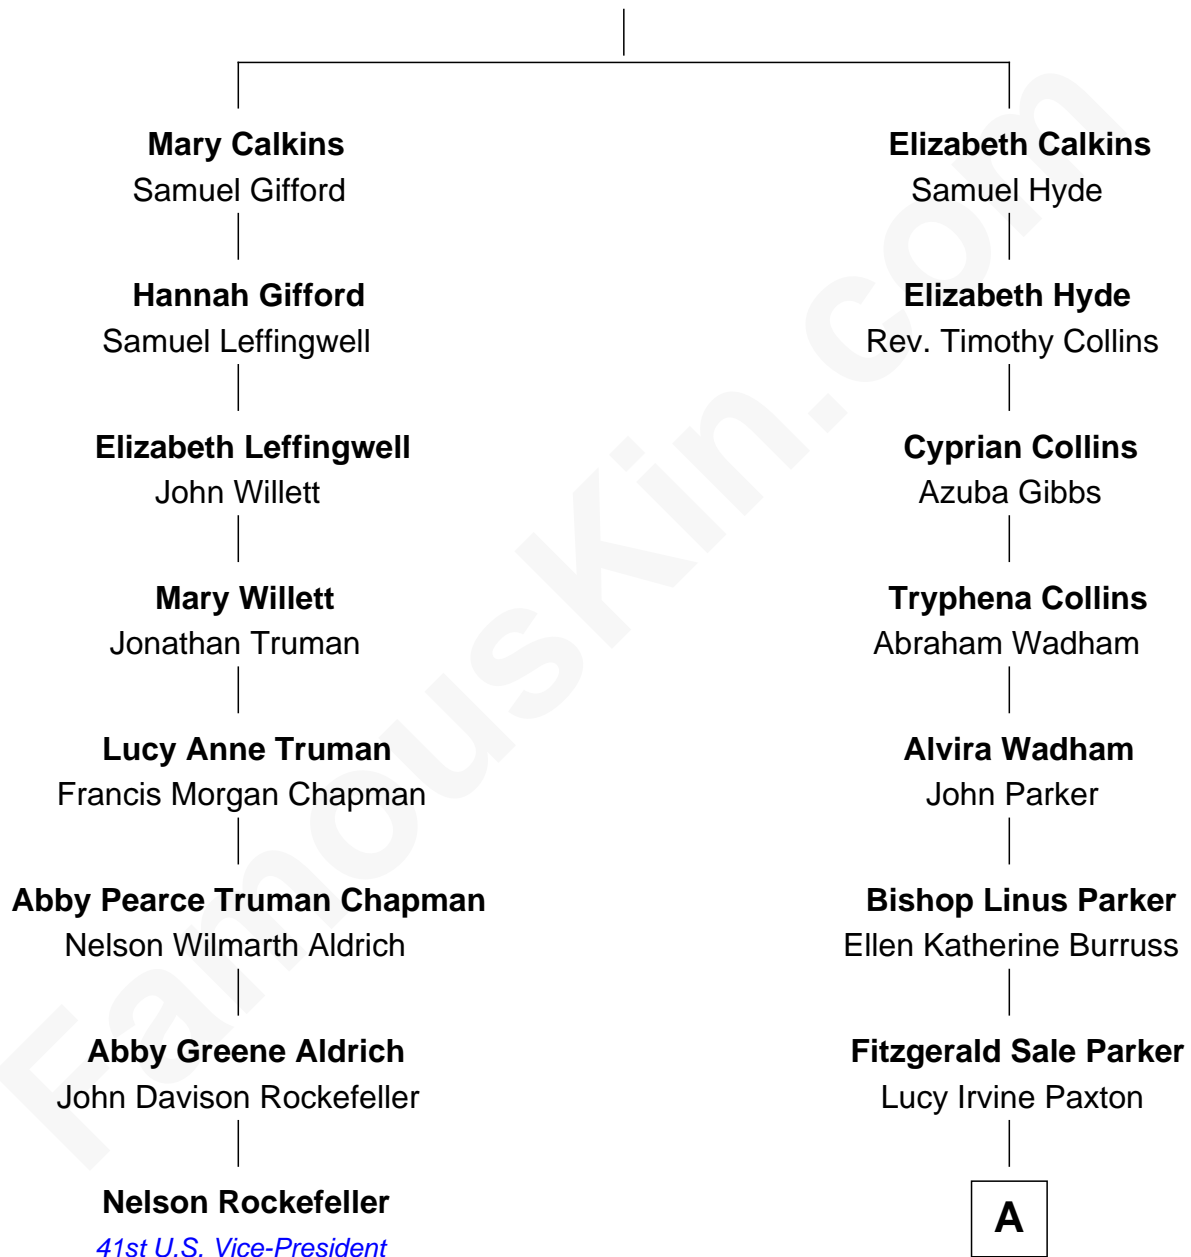 Mary Calkins
Samuel Gifford
Hannah Gifford
Samuel Leffingwell
Elizabeth Leffingwell
John Willett
Mary Willett
Jonathan Truman
Lucy Anne Truman
Francis Morgan Chapman
Abby Pearce Truman Chapman
Nelson Wilmarth Aldrich
Abby Greene Aldrich
John Davison Rockefeller
Nelson Rockefeller
41st U.S. Vice-President
Elizabeth Calkins
Samuel Hyde
Elizabeth Hyde
Rev. Timothy Collins
Cyprian Collins
Azuba Gibbs
Tryphena Collins
Abraham Wadham
Alvira Wadham
John Parker
Bishop Linus Parker
Ellen Katherine Burruss
Fitzgerald Sale Parker
Lucy Irvine Paxton
A
FamousKin.com